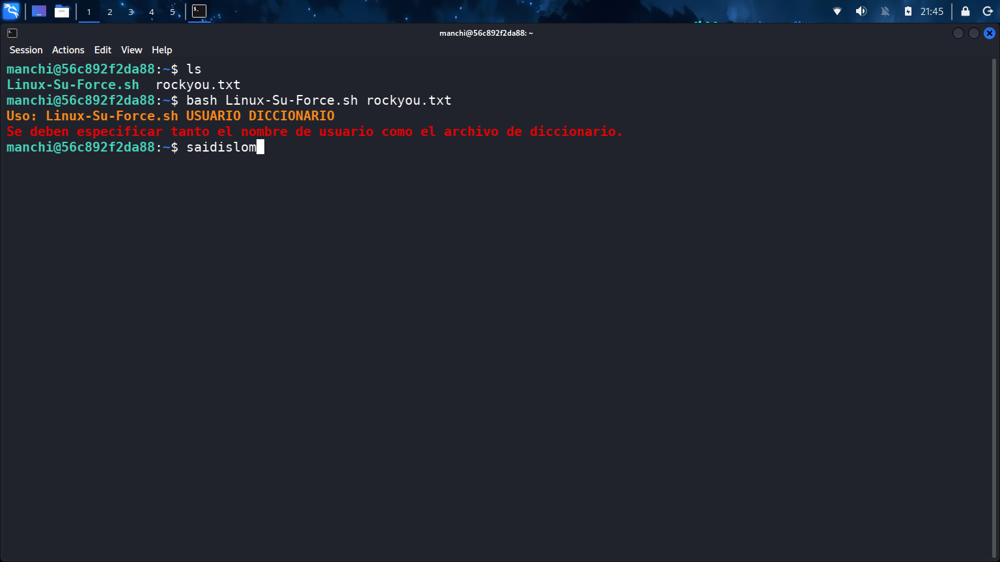 1 2 3 4 5 21:45
manchi@56c892f2da88: ~
Session Actions Edit View Help
manchi@56c892f2da88:~$ ls
Linux-Su-Force.sh rockyou.txt
manchi@56c892f2da88:~$ bash Linux-Su-Force.sh rockyou.txt
Uso: Linux-Su-Force.sh USUARIO DICCIONARIO
Se deben especificar tanto el nombre de usuario como el archivo de diccionario.
manchi@56c892f2da88:~$ saidislom